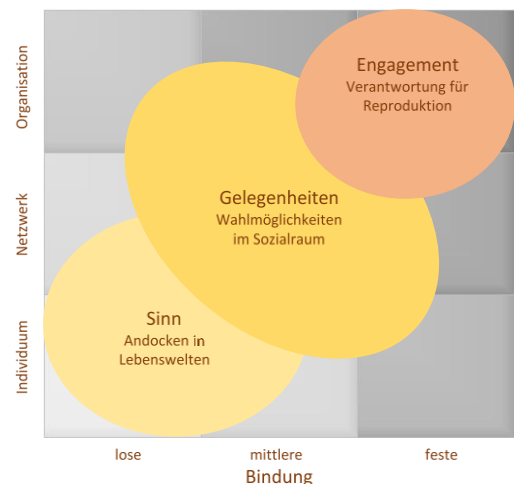 Organisation
Engagement
Verantwortung für
Reproduktion
Netzwerk
Gelegenheiten
Wahlmöglichkeiten
im Sozialraum
Individuum
Sinn
Andocken in
Lebenswelten
lose
mittlere
feste
Bindung